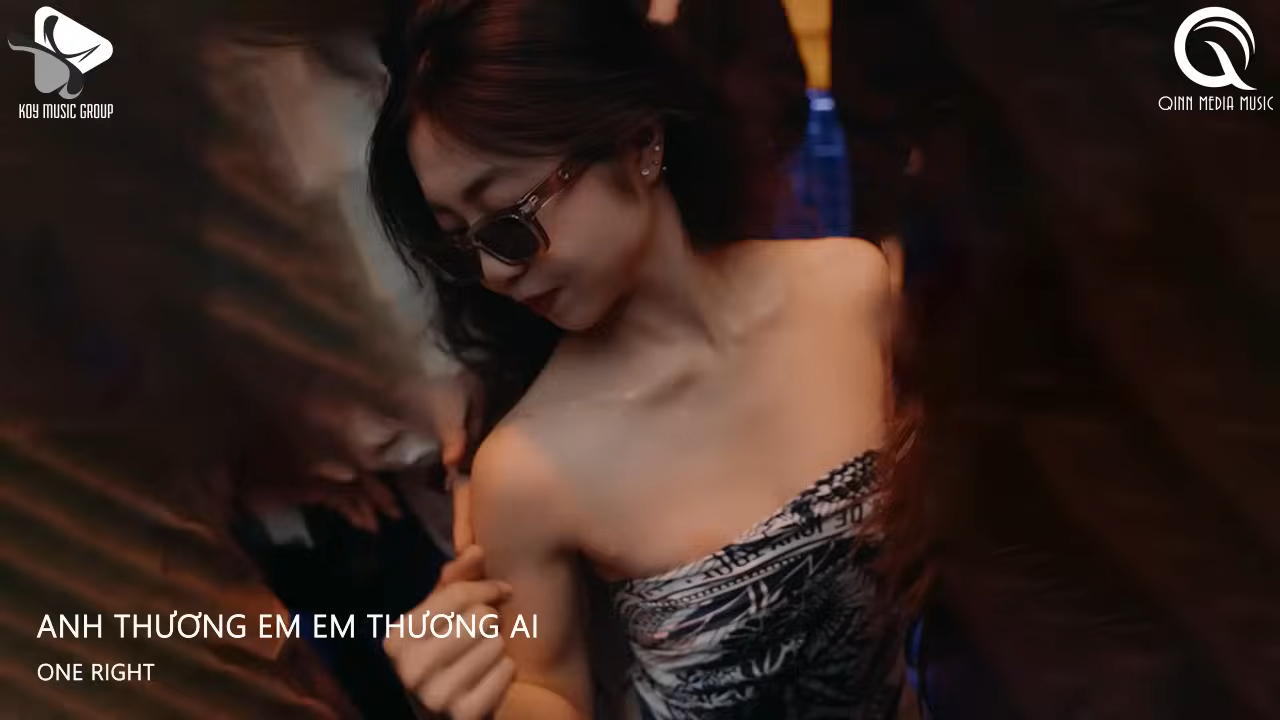 KOY MUSIC GROUP
QINN MEDIA MUSIC
ANH THƯƠNG EM EM THƯƠNG AI
ONE RIGHT